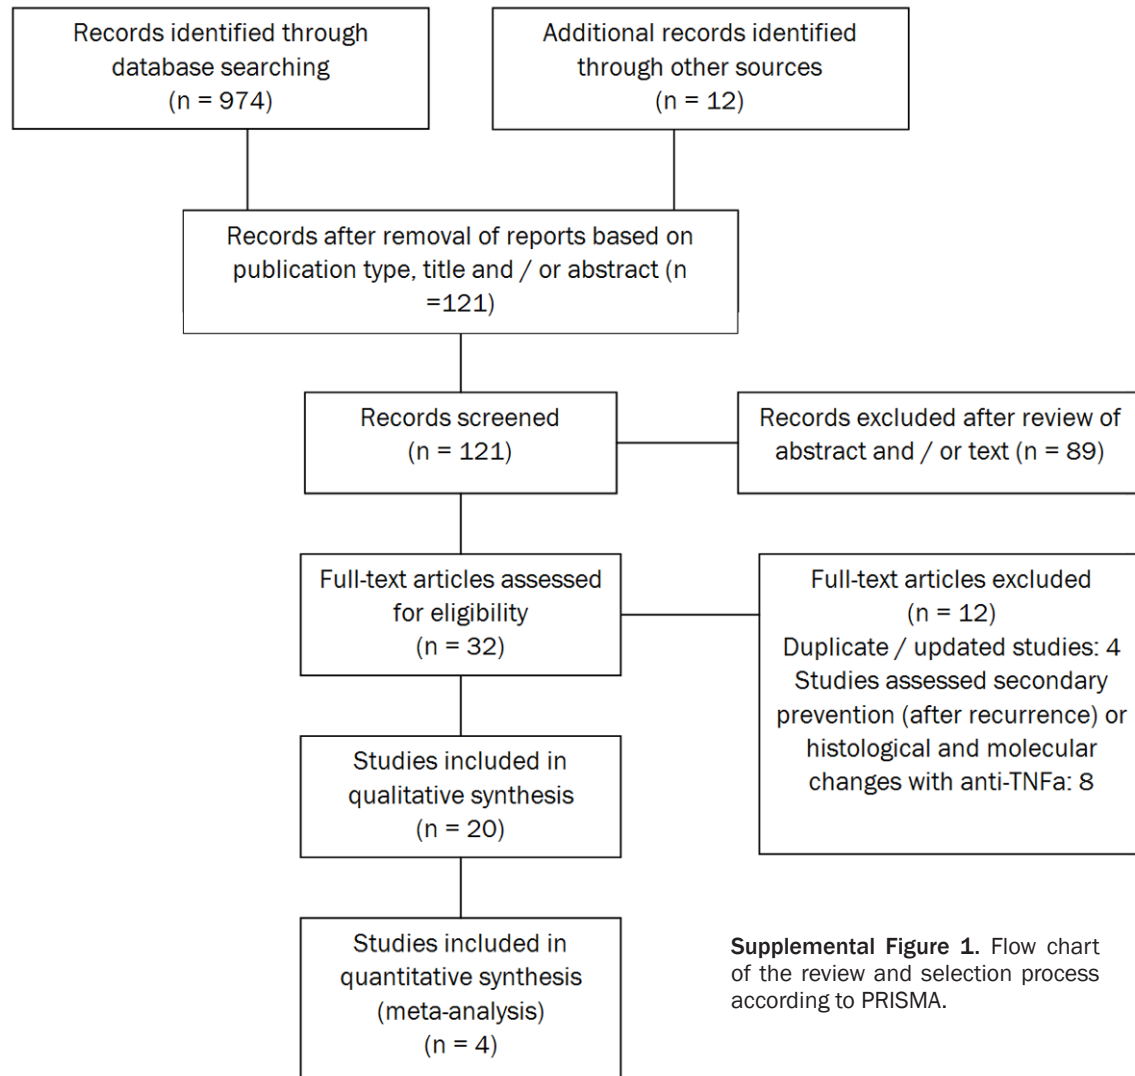 Records identified through
database searching
(n = 974)
Additional records identified
through other sources
(n = 12)
Records after removal of reports based on
publication type, title and / or abstract (n
=121)
Records screened
(n = 121)
Records excluded after review of
abstract and / or text (n = 89)
Full-text articles assessed
for eligibility
(n = 32)
Full-text articles excluded
(n = 12)
Duplicate / updated studies: 4
Studies assessed secondary
prevention (after recurrence) or
histological and molecular
changes with anti-TNFa: 8
Studies included in
qualitative synthesis
(n = 20)
Studies included in
quantitative synthesis
(meta-analysis)
(n = 4)
Supplemental Figure 1. Flow chart
of the review and selection process
according to PRISMA.